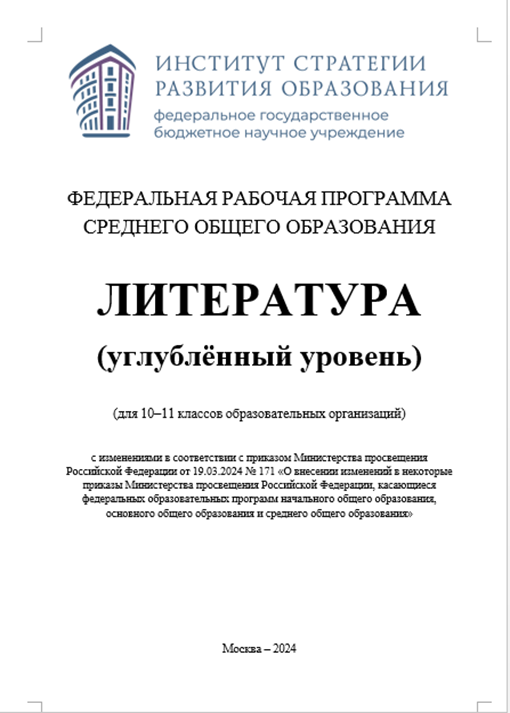 ИНСТИТУТ СТРАТЕГИИ
РАЗВИТИЯ ОБРАЗОВАНИЯ
федеральное государственное
бюджетное научное учреждение
ФЕДЕРАЛЬНАЯ РАБОЧАЯ ПРОГРАММА
СРЕДНЕГО ОБЩЕГО ОБРАЗОВАНИЯ
ЛИТЕРАТУРА
(углублённый уровень)
(для 10–11 классов образовательных организаций)
с изменениями в соответствии с приказом Министерства просвещения
Российской Федерации от 19.03.2024 № 171 «О внесении изменений в некоторые
приказы Министерства просвещения Российской Федерации, касающиеся
федеральных образовательных программ начального общего образования,
основного общего образования и среднего общего образования»
Москва – 2024